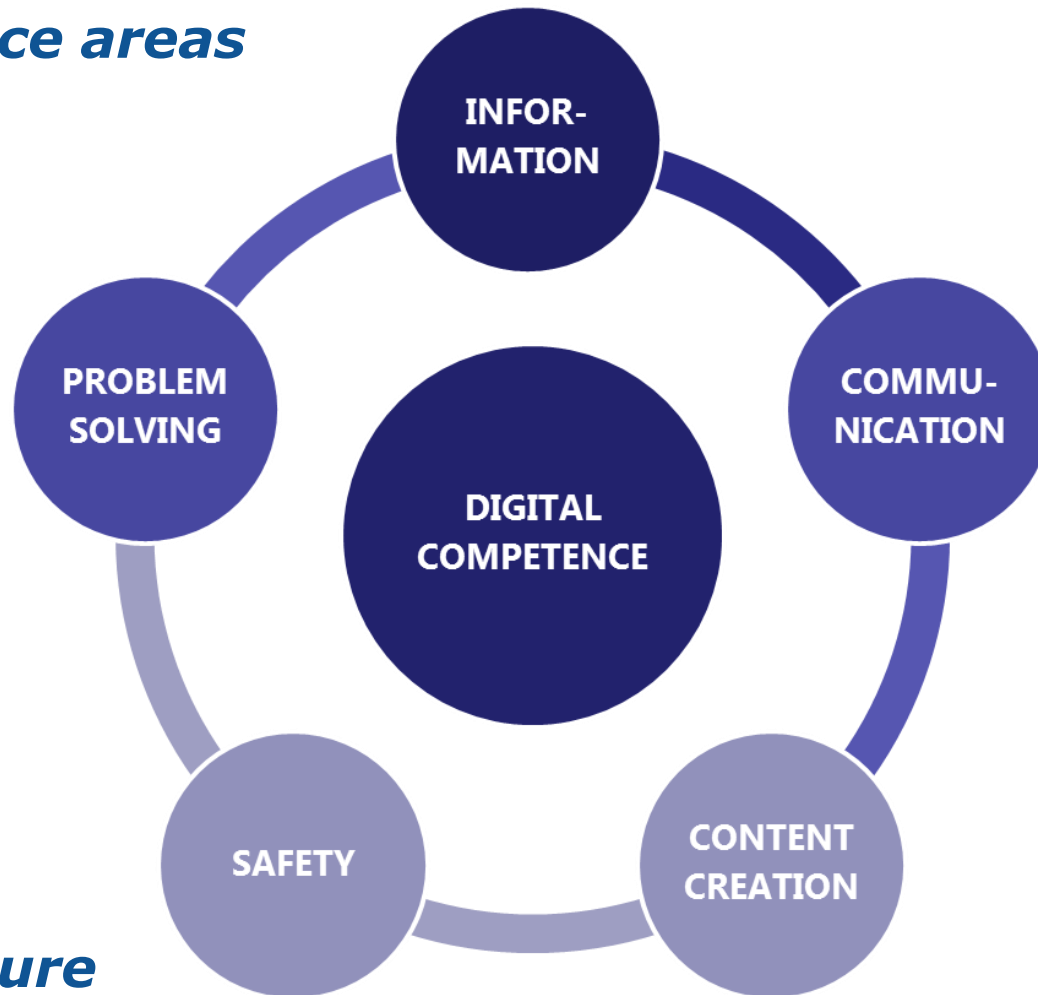 ce areas
INFOR-
MATION
PROBLEM
SOLVING
COMMU-
NICATION
DIGITAL
COMPETENCE
SAFETY
CONTENT
CREATION
ure